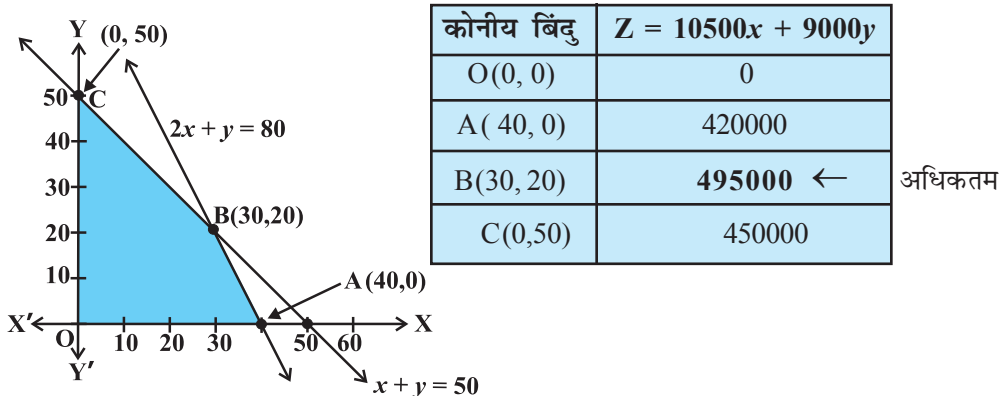 Y
(0, 50)
50
C
40
2x + y = 80
30
20
B(30,20)
10
A(40,0)
X′
O
10
20
30
50
60
X
Y′
x + y = 50
कोनीय बिंदु Z = 10500x + 9000y
O(0, 0) 0
A( 40, 0) 420000
B(30, 20) 495000 ← अधिकतम
C(0,50) 450000